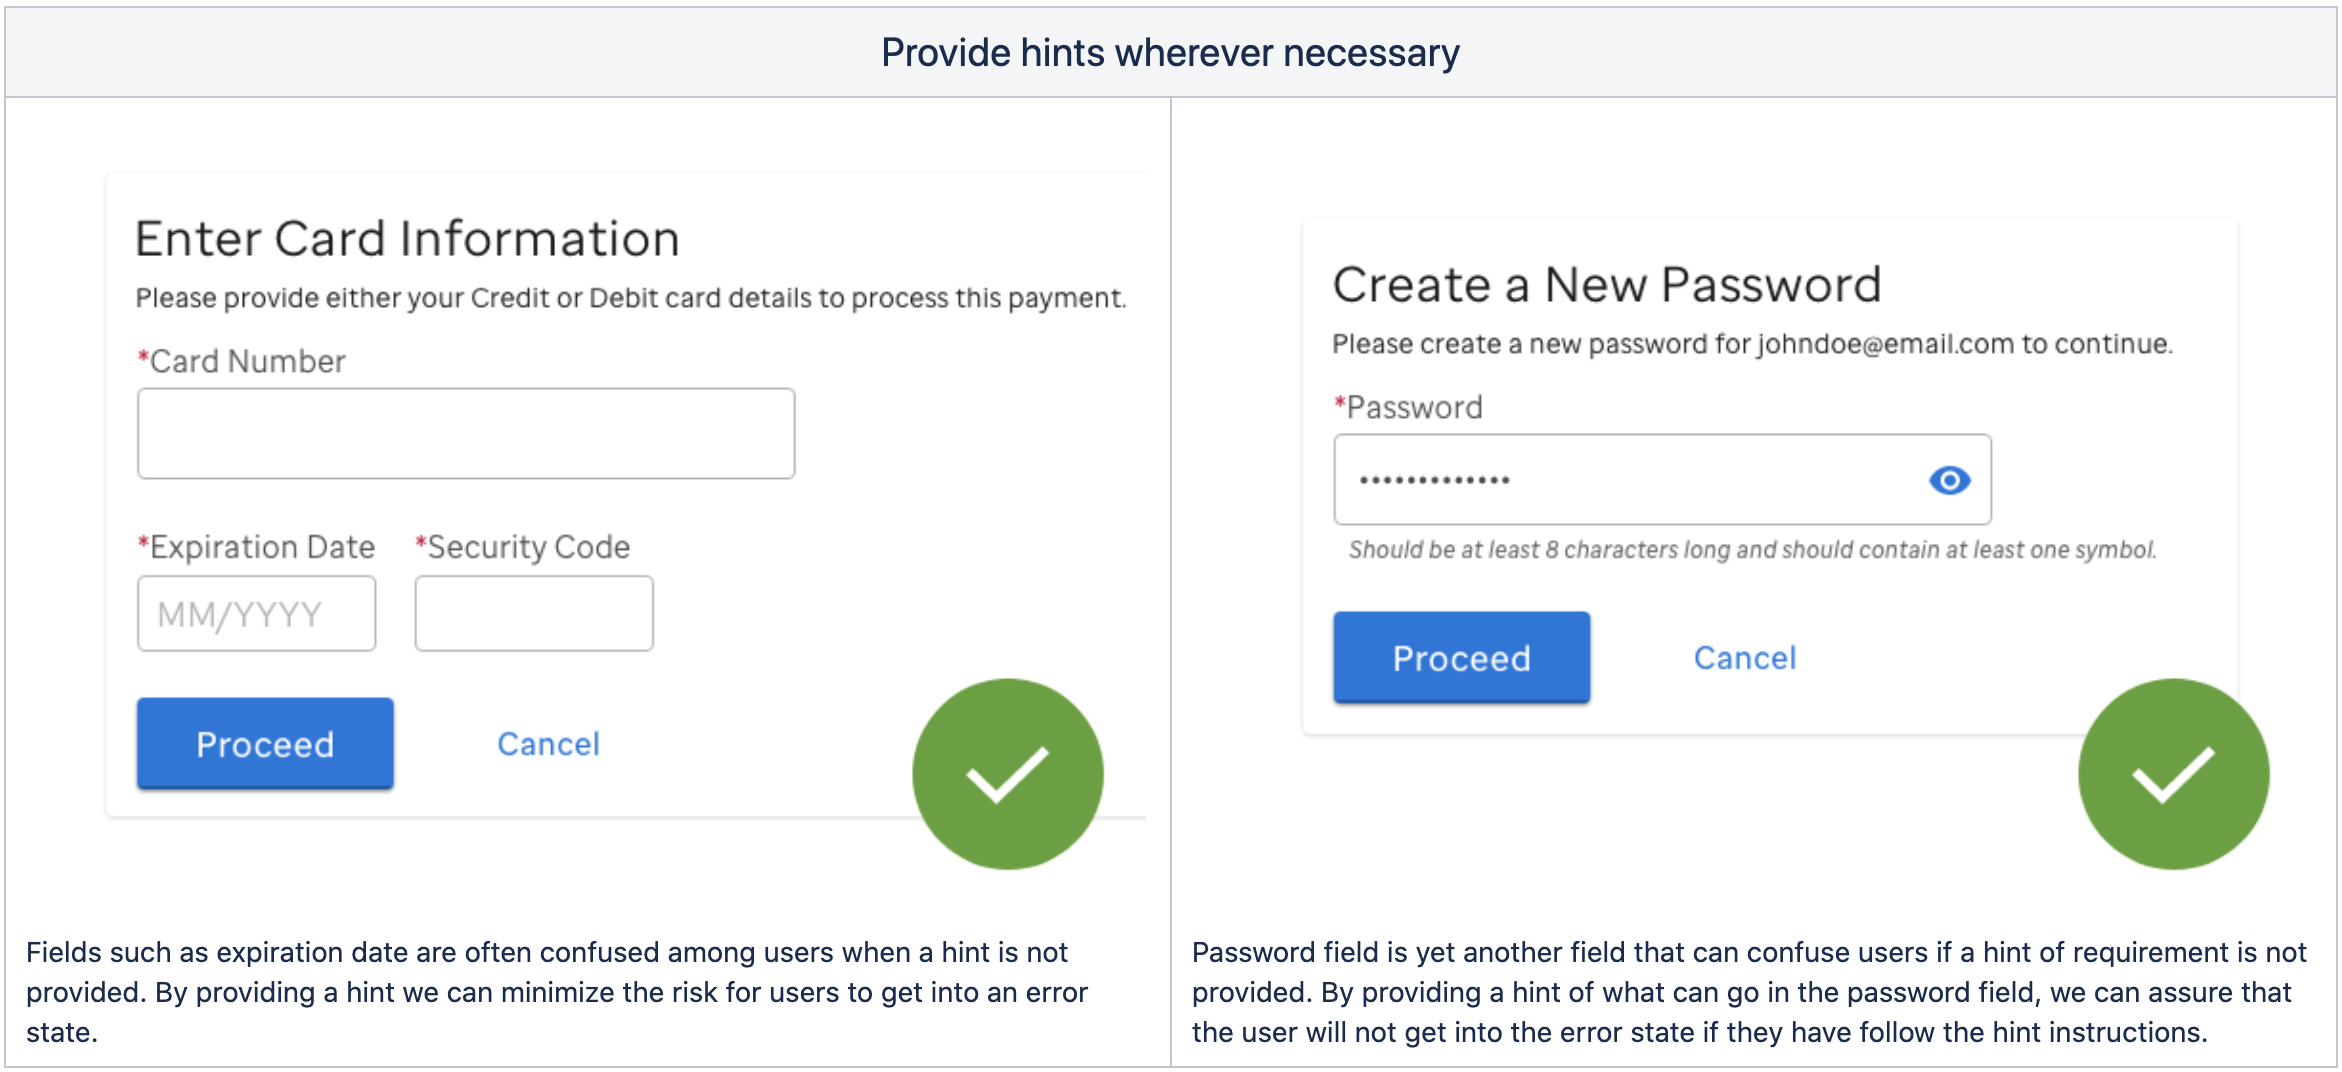 Provide hints wherever necessary
Enter Card Information
Please provide either your Credit or Debit card details to process this payment.
*Card Number
*Expiration Date *Security Code
MM/YYYY
Proceed Cancel
Fields such as expiration date are often confused among users when a hint is not
provided. By providing a hint we can minimize the risk for users to get into an error
state.
Create a New Password
Please create a new password for johndoe@email.com to continue.
*Password
•••••••••••••
Should be at least 8 characters long and should contain at least one symbol.
Proceed Cancel
Password field is yet another field that can confuse users if a hint of requirement is not
provided. By providing a hint of what can go in the password field, we can assure that
the user will not get into the error state if they have follow the hint instructions.